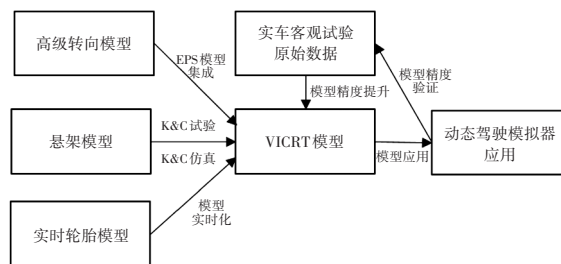 高级转向模型
实车客观试验
原始数据
EPS模型
集成
模型精度提升
模型精度
验证
悬架模型
K&C试验
K&C仿真
VICRT模型
模型应用
动态驾驶模拟器
应用
模型
实时化
实时轮胎模型